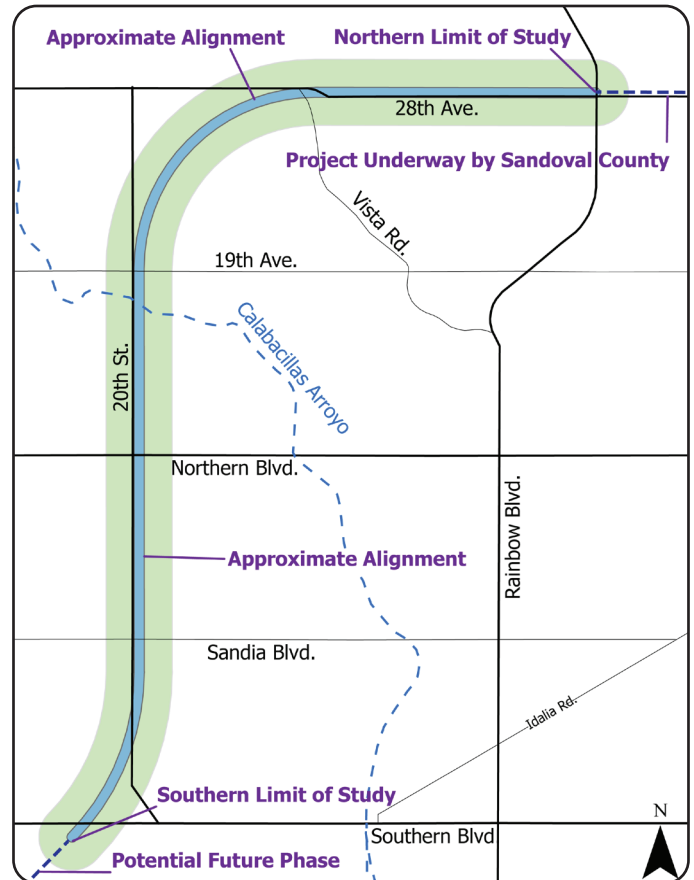 Approximate Alignment
Northern Limit of Study
28th Ave.
Project Underway by Sandoval County
Vista Rd.
19th Ave.
Calabacillas Arroyo
20th St.
Northern Blvd.
Rainbow Blvd.
Approximate Alignment
Sandia Blvd.
Idalia Rd.
Southern Limit of Study
N
Southern Blvd
Potential Future Phase